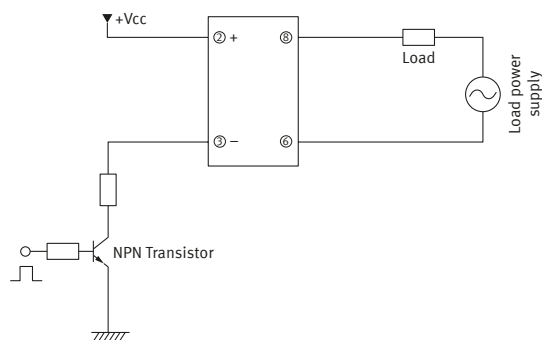 +Vcc
② +
⑧
Load
③ −
⑥
Load power
supply
NPN Transistor